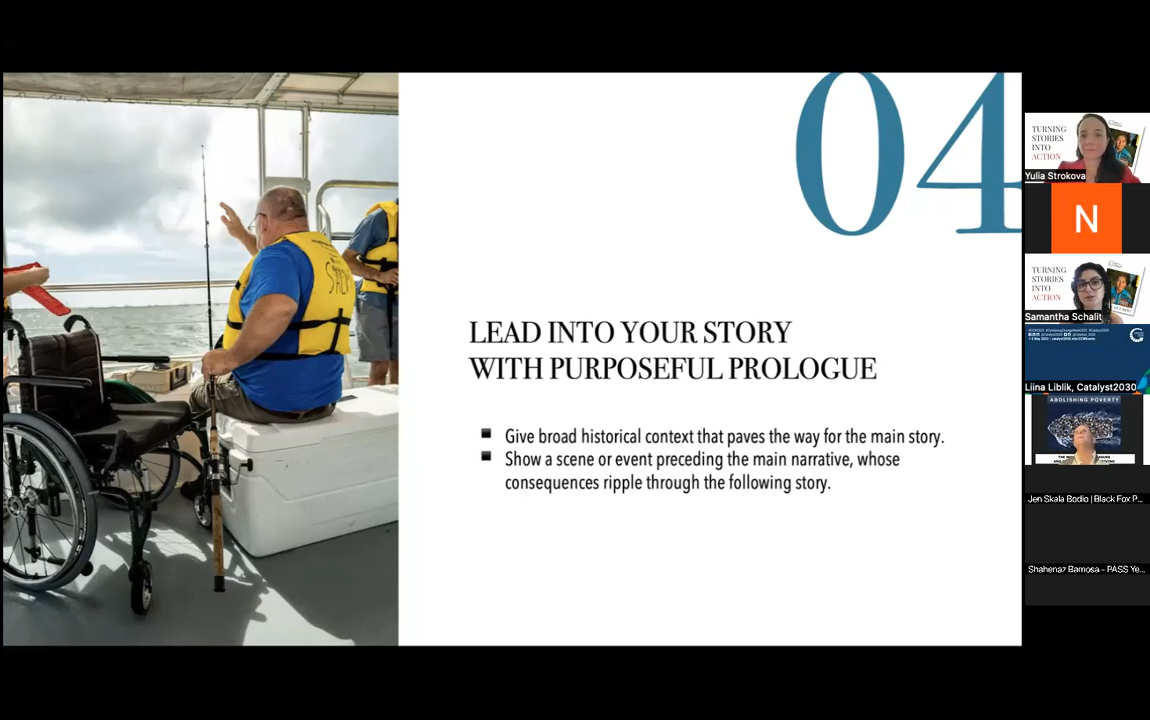 04
LEAD INTO YOUR STORY
WITH PURPOSEFUL PROLOGUE
Give broad historical context that paves the way for the main story.
Show a scene or event preceding the main narrative, whose
consequences ripple through the following story.
TURNING
STORIES
INTO
ACTION
Yulia Strokova
N
TURNING
STORIES
INTO
ACTION
Samantha Schalit
Liina Liblik, Catalyst2030
ABOLISHING POVERTY
Jen Skala Bodio | Black Fox P...
Shahenaz Bamosa - PASS Ye...